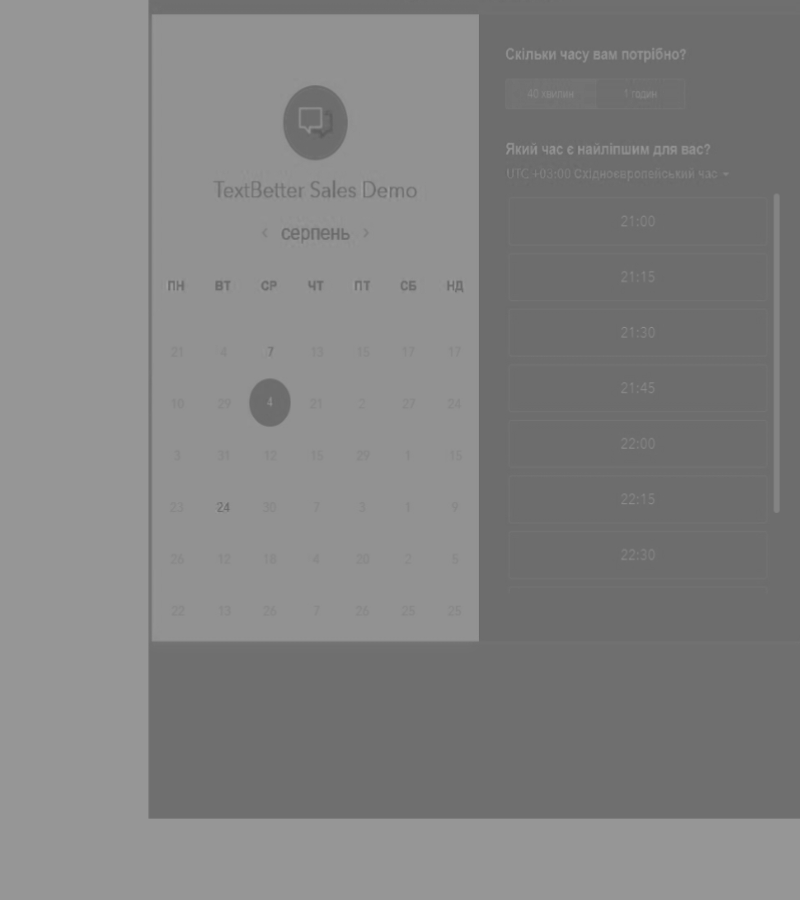 TextBetter Sales Demo
‹ серпень ›
ПН ВТ СР ЧТ ПТ СБ НД
21 4 7 13 15 17 17
10 29 4 21 2 27 24
3 31 12 15 29 1 15
23 24 30 7 3 1 9
26 12 18 4 20 2 5
22 13 26 7 26 25 25
Скільки часу вам потрібно?
40 хвилин 1 годин
Який час є найліпшим для вас?
UTC +03:00 Східноєвропейський час
21:00
21:15
21:30
21:45
22:00
22:15
22:30